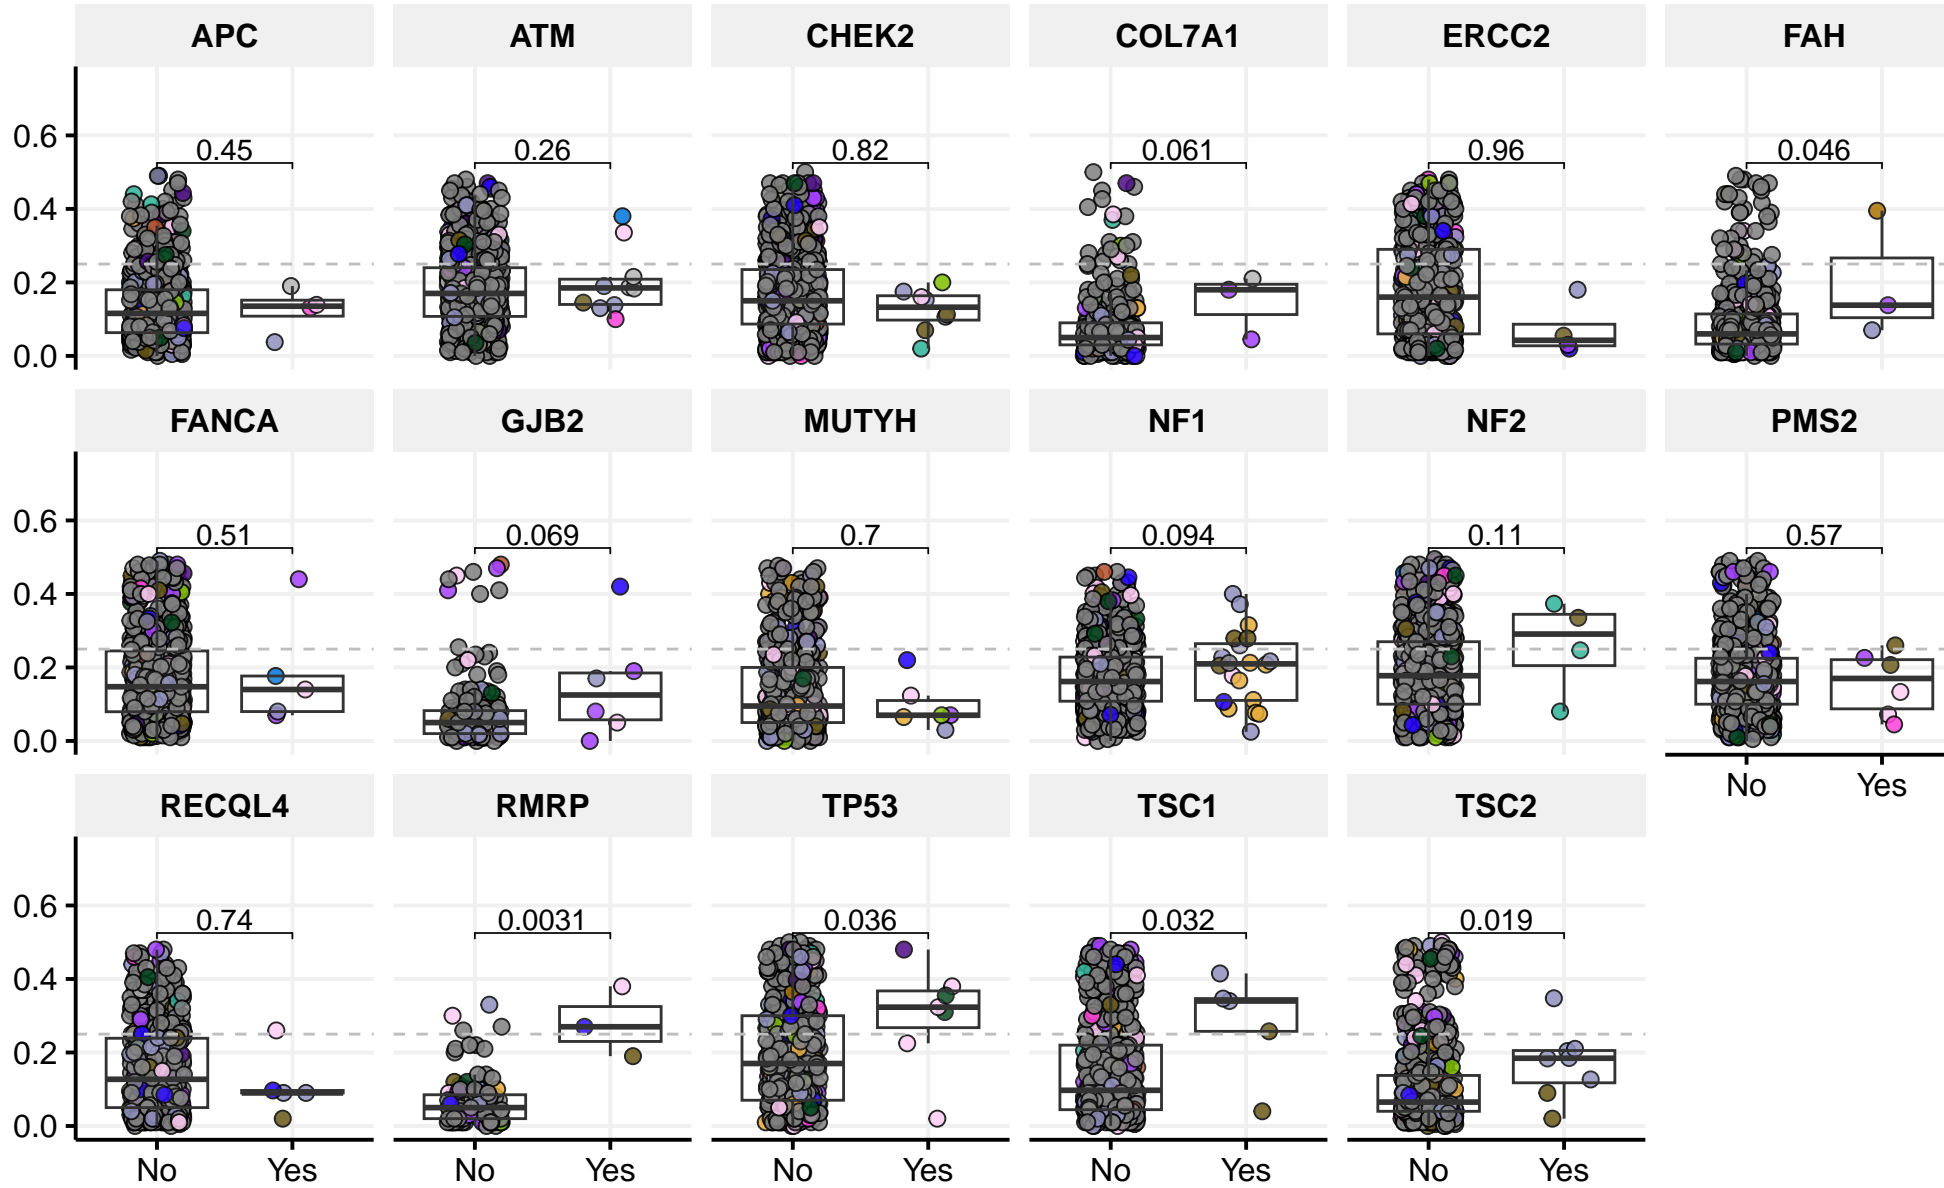 APC ATM CHEK2 COL7A1 ERCC2 FAH
0.6
0.45 0.26 0.82 0.061 0.96 0.046
0.4
0.2
0.0
FANCA GJB2 MUTYH NF1 NF2 PMS2
0.6
0.51 0.069 0.7 0.094 0.11 0.57
0.4
0.2
0.0
No Yes
RECQL4 RMRP TP53 TSC1 TSC2
0.6
0.74 0.0031 0.036 0.032 0.019
0.4
0.2
0.0
No Yes No Yes No Yes No Yes No Yes